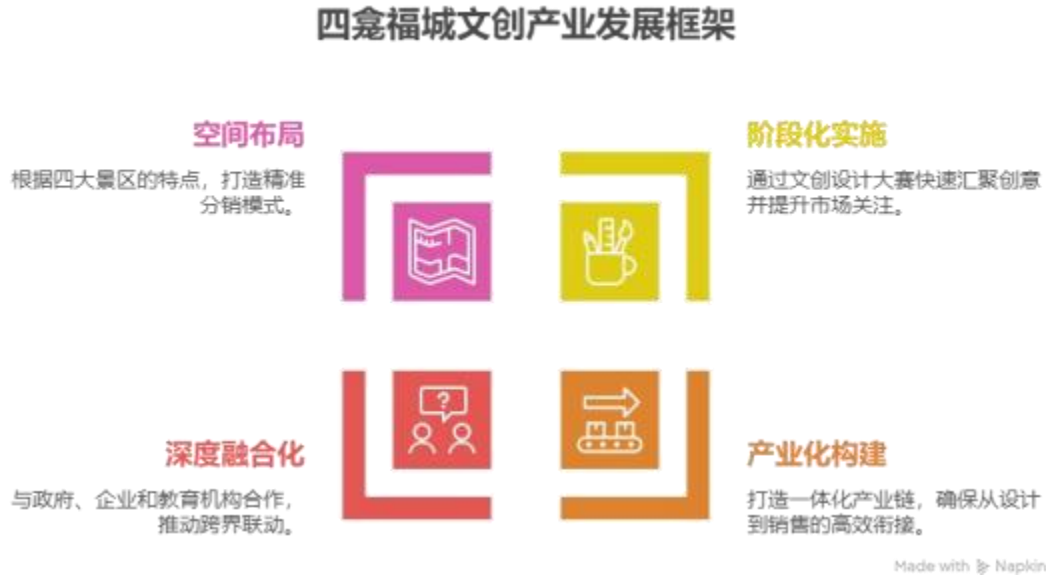 四龛福城文创产业发展框架
空间布局
根据四大景区的特点，打造精准
分销模式。
阶段化实施
通过文创设计大赛快速汇聚创意
并提升市场关注。
?
深度融合化
与政府、企业和教育机构合作，
推动跨界联动。
产业化构建
打造一体化产业链，确保从设计
到销售的高效衔接。
Made with Napkin